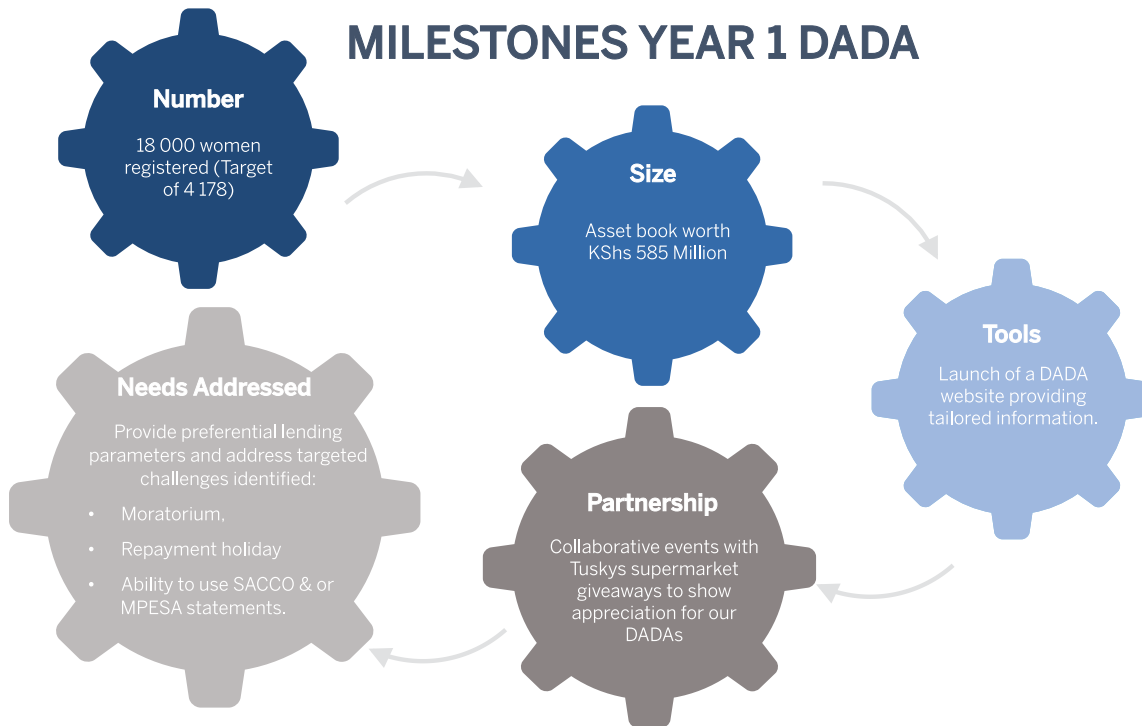 MILESTONES YEAR 1 DADA
Number
18 000 women
registered (Target
of 4 178)
Size
Asset book worth
KShs 585 Million
Tools
Launch of a DADA
website providing
tailored information.
Partnership
Collaborative events with
Tuskys supermarket
giveaways to show
appreciation for our
DADAs
Needs Addressed
Provide preferential lending
parameters and address targeted
challenges identified:
• Moratorium,
• Repayment holiday
• Ability to use SACCO & or
MPESA statements.